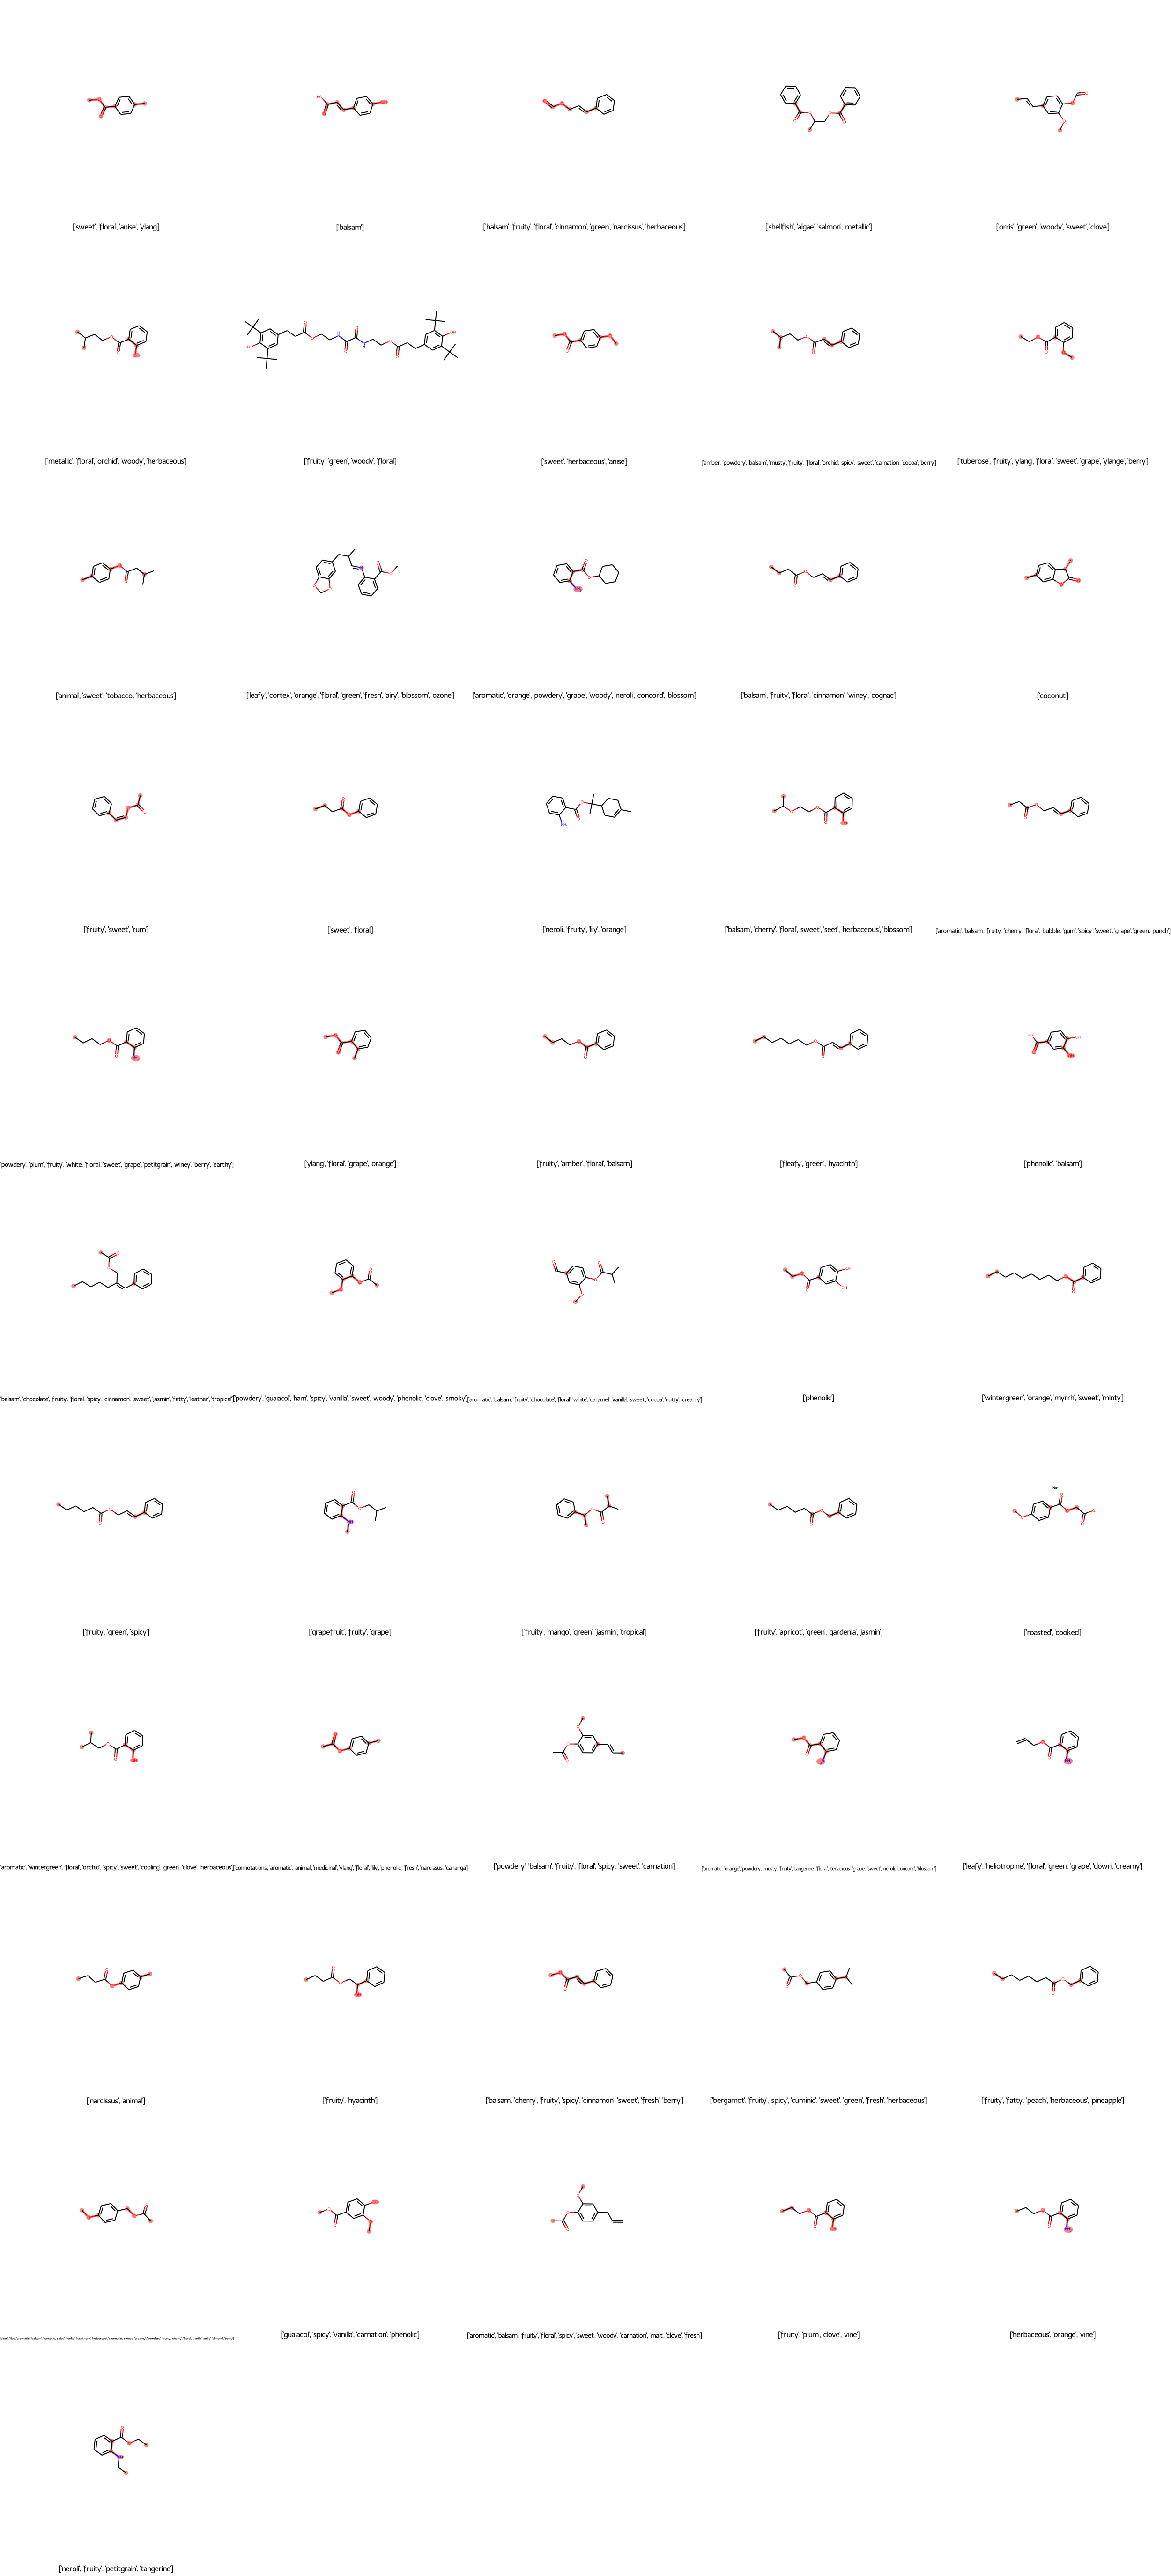 ['sweet', 'floral', 'anise', 'ylang']
['balsam']
['balsam', 'fruity', 'floral', 'cinnamon', 'green', 'narcissus', 'herbaceous']
['shellfish', 'algae', 'salmon', 'metallic']
['orris', 'green', 'woody', 'sweet', 'clove']
['metallic', 'floral', 'orchid', 'woody', 'herbaceous']
['fruity', 'green', 'woody', 'floral']
['sweet', 'herbaceous', 'anise']
['amber', 'powdery', 'balsam', 'musty', 'fruity', 'floral', 'orchid', 'spicy', 'sweet', 'carnation', 'cocoa', 'berry']
['tuberose', 'fruity', 'ylang', 'floral', 'sweet', 'grape', 'ylange', 'berry']
['animal', 'sweet', 'tobacco', 'herbaceous']
['leafy', 'cortex', 'orange', 'floral', 'green', 'fresh', 'airy', 'blossom', 'ozone']
['aromatic', 'orange', 'powdery', 'grape', 'woody', 'neroli', 'concord', 'blossom']
['balsam', 'fruity', 'floral', 'cinnamon', 'winey', 'cognac']
['coconut']
['fruity', 'sweet', 'rum']
['sweet', 'floral']
['neroli', 'fruity', 'lily', 'orange']
['balsam', 'cherry', 'floral', 'sweet', 'seet', 'herbaceous', 'blossom']
['aromatic', 'balsam', 'fruity', 'cherry', 'floral', 'bubble', 'gum', 'spicy', 'sweet', 'grape', 'green', 'punch']
'powdery', 'plum', 'fruity', 'white', 'floral', 'sweet', 'grape', 'petitgrain', 'winey', 'berry', 'earthy']
['ylang', 'floral', 'grape', 'orange']
['fruity', 'amber', 'floral', 'balsam']
['fleafy', 'green', 'hyacinth']
['phenolic', 'balsam']
'balsam', 'chocolate', 'fruity', 'floral', 'spicy', 'cinnamon', 'sweet', 'jasmin', 'fatty', 'leather', 'tropical']
['powdery', 'guaiacol', 'ham', 'spicy', 'vanilla', 'sweet', 'woody', 'phenolic', 'clove', 'smoky']
['aromatic', 'balsam', 'fruity', 'chocolate', 'floral', 'white', 'caramel', 'vanilla', 'sweet', 'cocoa', 'nutty', 'creamy']
['phenolic']
['wintergreen', 'orange', 'myrrh', 'sweet', 'minty']
['fruity', 'green', 'spicy']
['grapefruit', 'fruity', 'grape']
['fruity', 'mango', 'green', 'jasmin', 'tropical']
['fruity', 'apricot', 'green', 'gardenia', 'jasmin']
['roasted', 'cooked']
'aromatic', 'wintergreen', 'floral', 'orchid', 'spicy', 'sweet', 'cooling', 'green', 'clove', 'herbaceous']
['connotations', 'aromatic', 'animal', 'medicinal', 'ylang', 'floral', 'lily', 'phenolic', 'fresh', 'narcissus', 'cananga']
['powdery', 'balsam', 'fruity', 'floral', 'spicy', 'sweet', 'carnation']
['aromatic', 'orange', 'powdery', 'musty', 'fruity', 'tangerine', 'floral', 'tenacious', 'grape', 'sweet', 'neroli', 'concord', 'blossom']
['leafy', 'heliotropine', 'floral', 'green', 'grape', 'down', 'creamy']
['narcissus', 'animal']
['fruity', 'hyacinth']
['balsam', 'cherry', 'fruity', 'spicy', 'cinnamon', 'sweet', 'fresh', 'berry']
['bergamot', 'fruity', 'spicy', 'cuminic', 'sweet', 'green', 'fresh', 'herbaceous']
['fruity', 'fatty', 'peach', 'herbaceous', 'pineapple']
['guaiacol', 'spicy', 'vanilla', 'carnation', 'phenolic']
['aromatic', 'balsam', 'fruity', 'floral', 'spicy', 'sweet', 'woody', 'carnation', 'malt', 'clove', 'fresh']
['fruity', 'plum', 'clove', 'vine']
['herbaceous', 'orange', 'vine']
['neroli', 'fruity', 'petitgrain', 'tangerine']